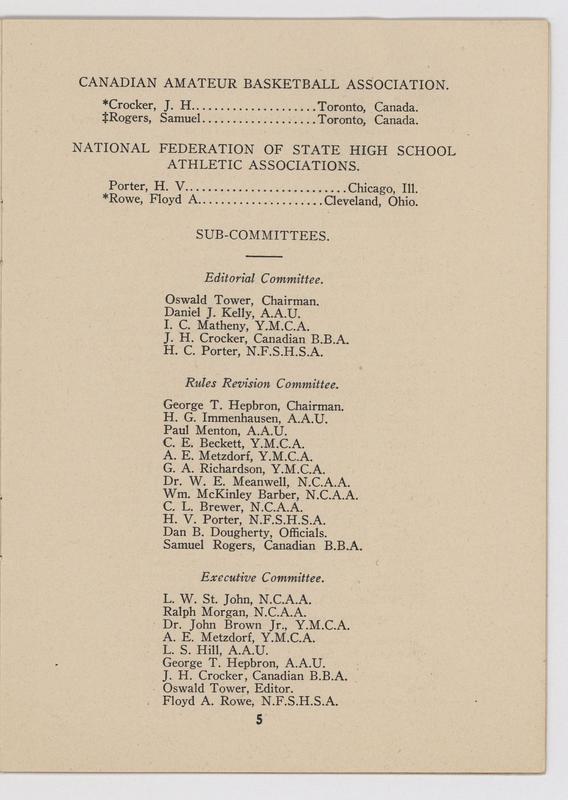 CANADIAN AMATEUR BASKETBALL ASSOCIATION.
*Crocker, J. H.....................Toronto, Canada.
‡Rogers, Samuel..................Toronto, Canada.
NATIONAL FEDERATION OF STATE HIGH SCHOOL
ATHLETIC ASSOCIATIONS.
Porter, H. V...........................Chicago, Ill.
*Rowe, Floyd A.....................Cleveland, Ohio.
SUB-COMMITTEES.
Editorial Committee.
Oswald Tower, Chairman.
Daniel J. Kelly, A.A.U.
I. C. Matheny, Y.M.C.A.
J. H. Crocker, Canadian B.B.A.
H. C. Porter, N.F.S.H.S.A.
Rules Revision Committee.
George T. Hepbron, Chairman.
H. G. Immenhausen, A.A.U.
Paul Menton, A.A.U.
C. E. Beckett, Y.M.C.A.
A. E. Metzdorf, Y.M.C.A.
G. A. Richardson, Y.M.C.A.
Dr. W. E. Meanwell, N.C.A.A.
Wm. McKinley Barber, N.C.A.A.
C. L. Brewer, N.C.A.A.
H. V. Porter, N.F.S.H.S.A.
Dan B. Dougherty, Officials.
Samuel Rogers, Canadian B.B.A.
Executive Committee.
L. W. St. John, N.C.A.A.
Ralph Morgan, N.C.A.A.
Dr. John Brown Jr., Y.M.C.A.
A. E. Metzdorf, Y.M.C.A.
L. S. Hill, A.A.U.
George T. Hepbron, A.A.U.
J. H. Crocker, Canadian B.B.A.
Oswald Tower, Editor.
Floyd A. Rowe, N.F.S.H.S.A.
5